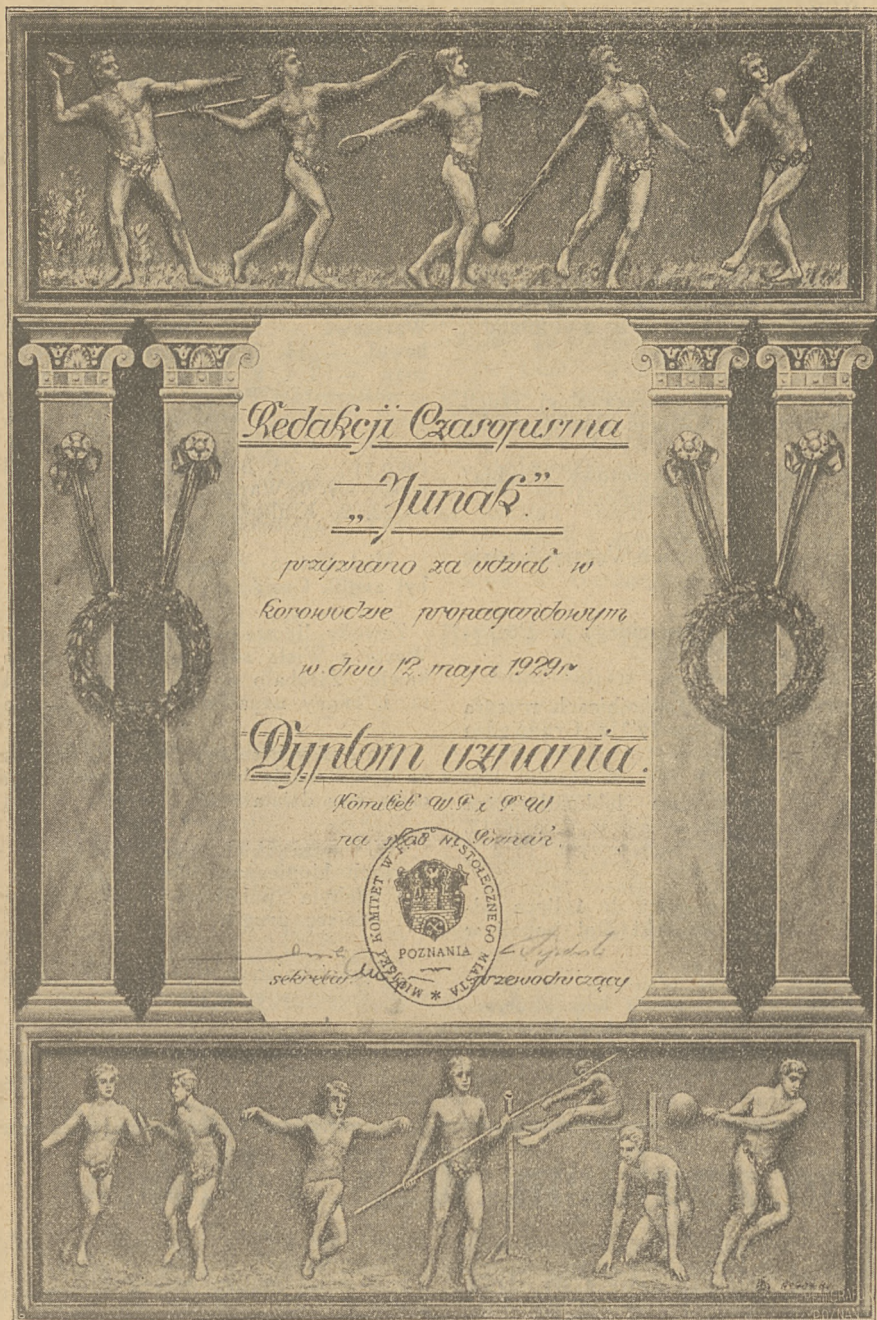 Redakcji Czasopisma
„Junak”
przyznano za udział w
korowodzie propagandowym
w dniu 12. maja 1929 r.
Dyplom uznania.
Komitet W F i P W
na m. Poznań.
MIEJSKI KOMITET W. F. STOŁECZNEGO MIASTA
POZNANIA
sekretarz przewodniczący
POZNAŃ